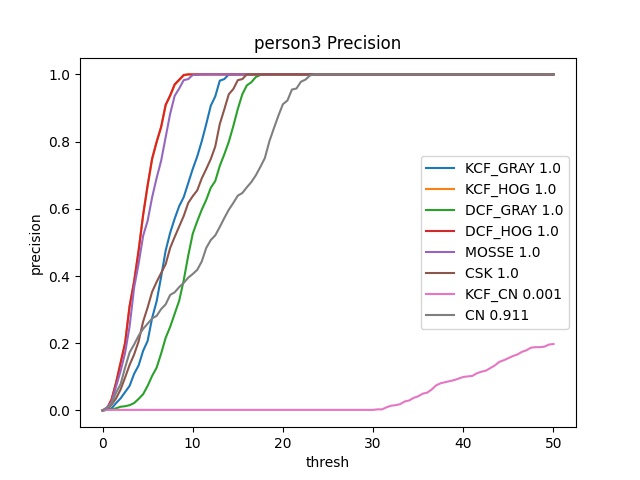 person3 Precision
1.0
0.8
0.6
0.4
0.2
0.0
precision
KCF_GRAY 1.0
KCF_HOG 1.0
DCF_GRAY 1.0
DCF_HOG 1.0
MOSSE 1.0
CSK 1.0
KCF_CN 0.001
CN 0.911
0 10 20 30 40 50
thresh